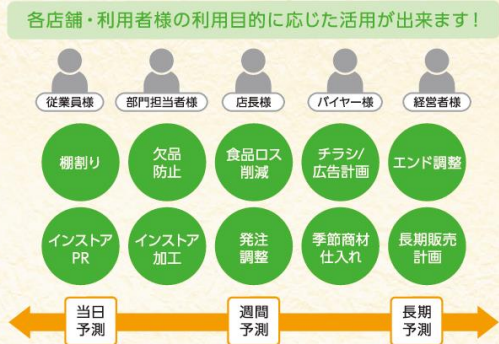 各店舗・利用者様の利用目的に応じた活用が出来ます！
従業員様
部門担当者様
店長様
バイヤー様
経営者様
棚割り
欠品
防止
食品ロス
削減
チラシ/
広告計画
エンド調整
インストア
PR
インストア
加工
発注
調整
季節商材
仕入れ
長期販売
計画
当日
予測
週間
予測
長期
予測